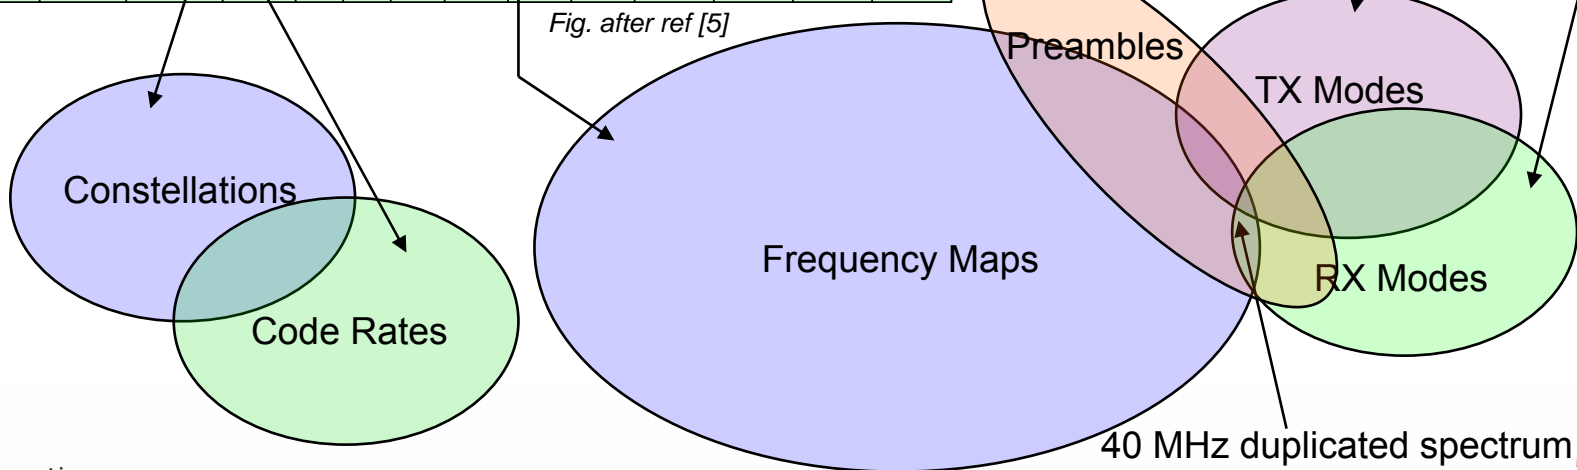 Fig. after ref [5]
Preambles
TX Modes
Constellations
Frequency Maps
RX Modes
Code Rates
40 MHz duplicated spectrum